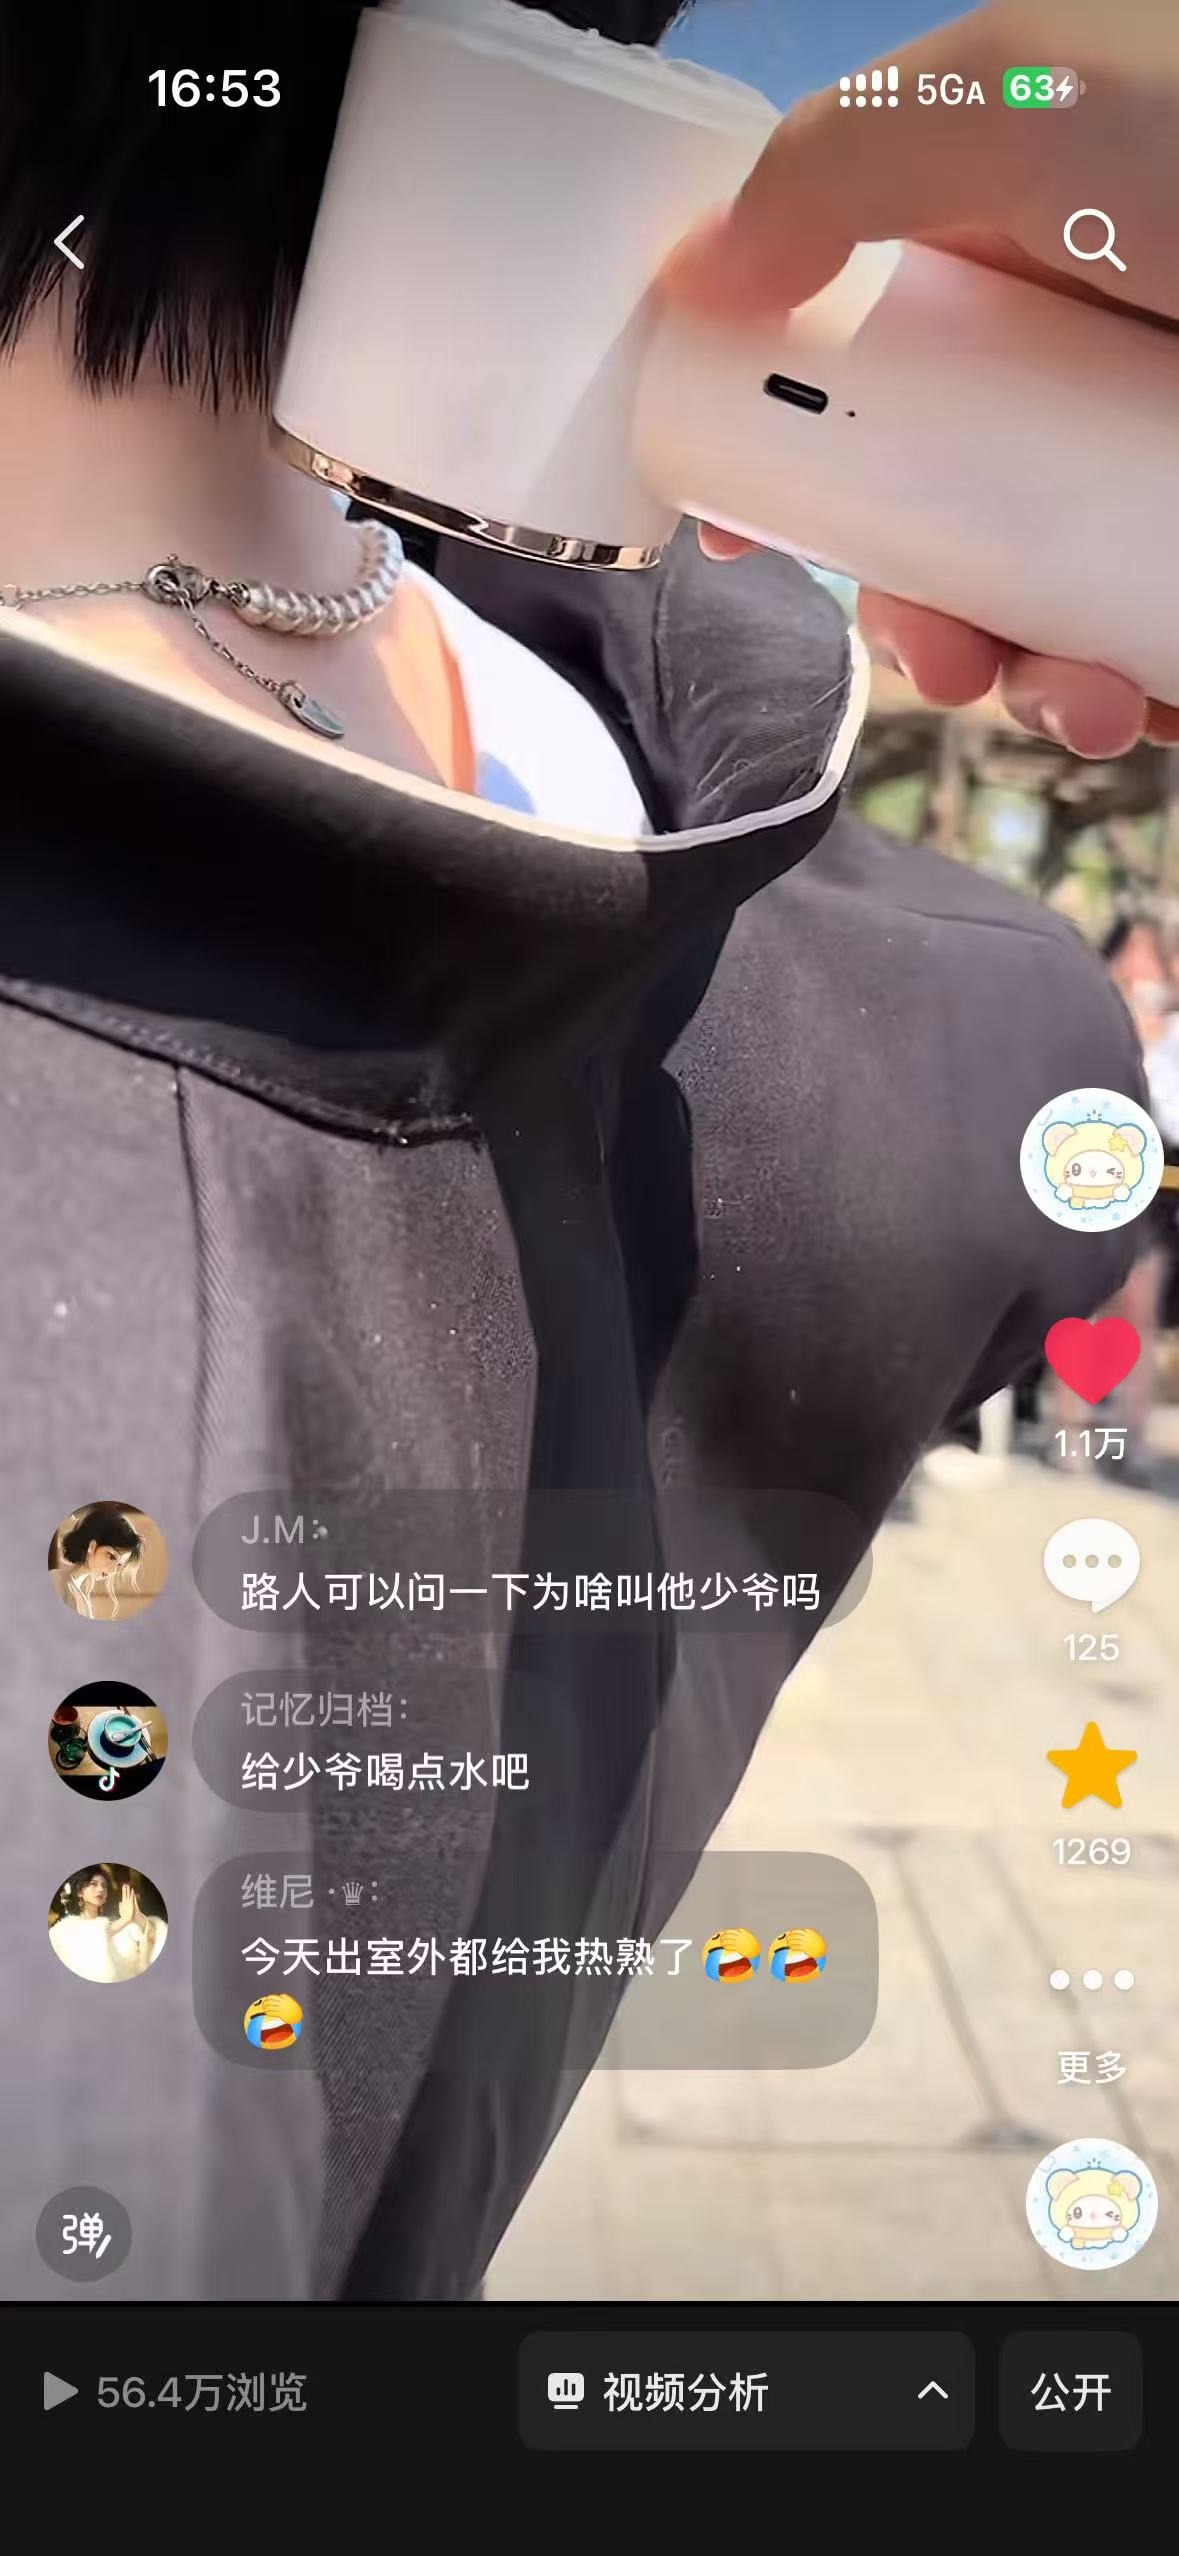 16:53
5GA
63
1.1万
J.M:
路人可以问一下为啥叫他少爷吗
125
记忆归档:
给少爷喝点水吧
1269
维尼 ·♕:
今天出室外都给我热熟了🤣🤣
🤣
更多
弹
56.4万浏览
视频分析
公开